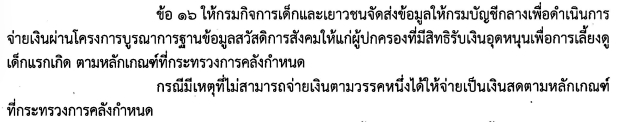 ข้อ ๑๖ ให้กรมกิจการเด็กและเยาวชนจัดส่งข้อมูลให้กรมบัญชีกลางเพื่อดำเนินการ
จ่ายเงินผ่านโครงการบูรณาการฐานข้อมูลสวัสดิการสังคมให้แก่ผู้ปกครองที่มีสิทธิรับเงินอุดหนุนเพื่อการเลี้ยงดู
เด็กแรกเกิด ตามหลักเกณฑ์ที่กระทรวงการคลังกำหนด
กรณีมีเหตุที่ไม่สามารถจ่ายเงินตามวรรคหนึ่งได้ให้จ่ายเป็นเงินสดตามหลักเกณฑ์
ที่กระทรวงการคลังกำหนด